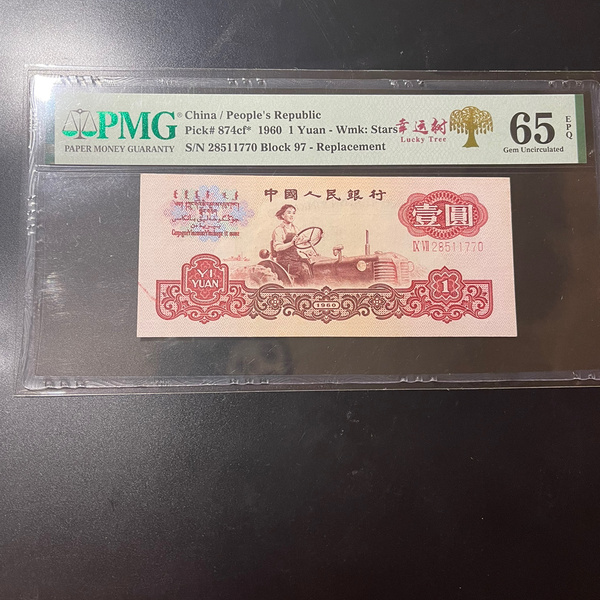 PMG
PAPER MONEY GUARANTY
China / People's Republic
Pick# 874cf* 1960 1 Yuan - Wmk: Stars
S/N 28511770 Block 97 - Replacement
幸运树
Lucky Tree
65
EPQ
Gem Uncirculated
中國人民銀行
壹圓
IX VII 28511770
YI
YUAN
1960
1